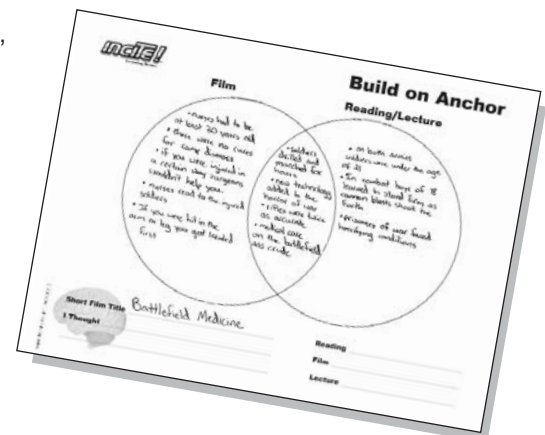 ,
INCITE!
Build on Anchor
Film
Reading/Lecture
• nurses had to be
at least 30 years old
• there were no cures
for some diseases
• if you were injured in
a certain way surgeons
wouldn't help you.
• nurses read to the injured
soldiers
• If you were hit in the
arm or leg you got treated
first
• soldiers
drilled and
marched for
hours
• new technology
added to the
horror of war
• rifles were twice
as accurate
• medical care
on the battlefield
was crude
• on both armies
soldiers were under the age
of 21
• In combat boys of 18
learned to stand firm as
cannon blasts shook the
Earth
• prisoners of war faced
horrifying conditions
Short Film Title Battlefield Medicine
I Thought
Reading
Film
Lecture